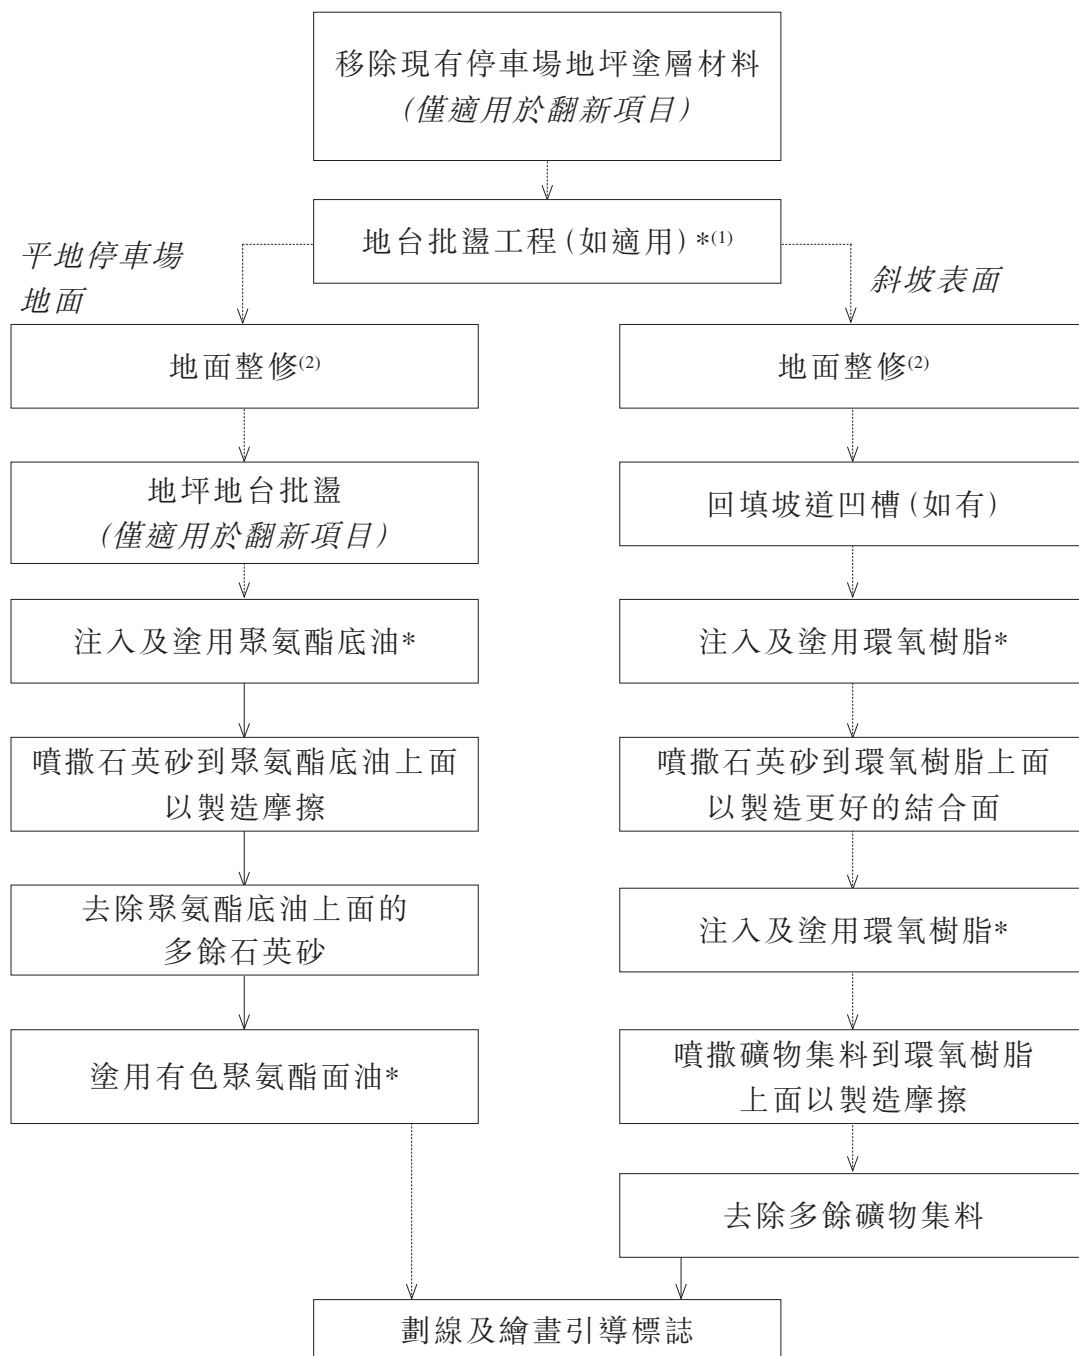 移除現有停車場地坪塗層材料
(僅適用於翻新項目)
地台批盪工程(如適用)*(1)
平地停車場
地面
斜坡表面
地面整修(2)
地坪地台批盪
(僅適用於翻新項目)
注入及塗用聚氨酯底油*
噴撒石英砂到聚氨酯底油上面
以製造摩擦
去除聚氨酯底油上面的
多餘石英砂
塗用有色聚氨酯面油*
地面整修(2)
回填坡道凹槽(如有)
注入及塗用環氧樹脂*
噴撒石英砂到環氧樹脂上面
以製造更好的結合面
注入及塗用環氧樹脂*
噴撒礦物集料到環氧樹脂
上面以製造摩擦
去除多餘礦物集料
劃線及繪畫引導標誌